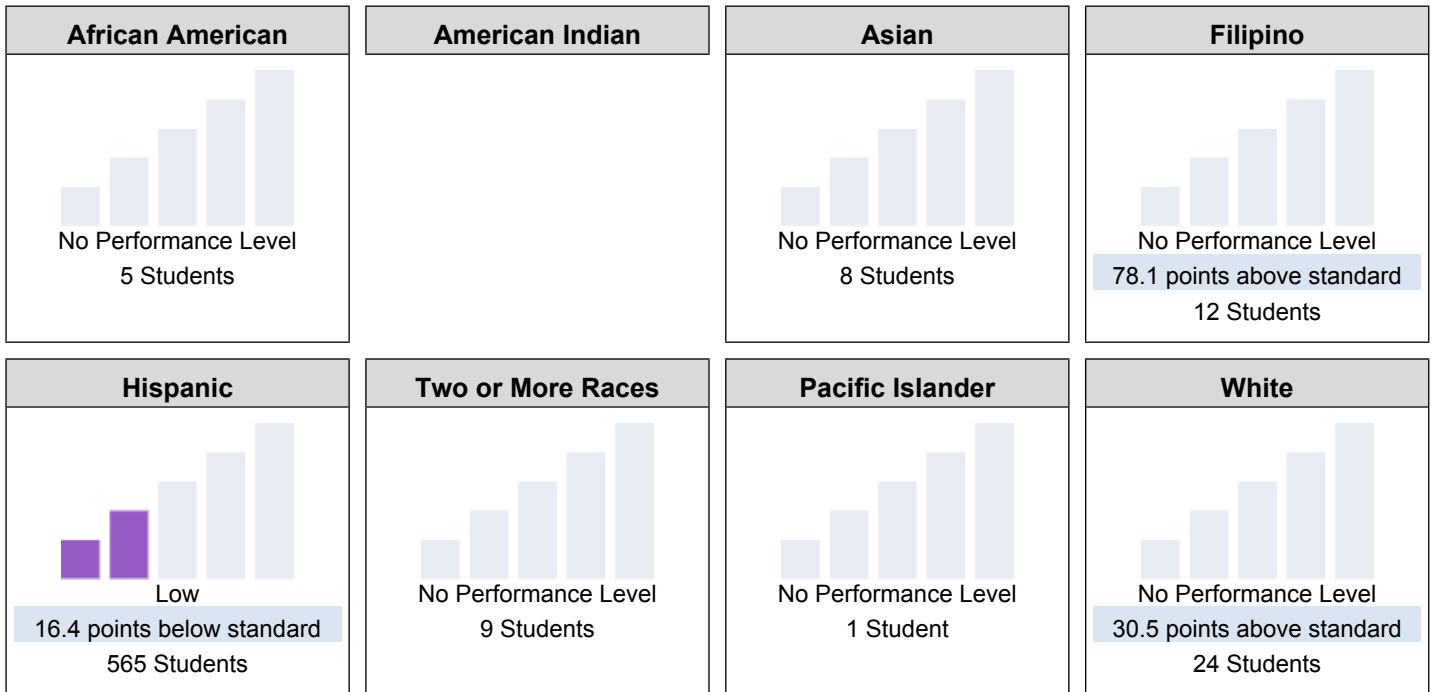 African American
No Performance Level
5 Students
American Indian
Asian
No Performance Level
8 Students
Filipino
No Performance Level
78.1 points above standard
12 Students
Hispanic
Low
16.4 points below standard
565 Students
Two or More Races
No Performance Level
9 Students
Pacific Islander
No Performance Level
1 Student
White
No Performance Level
30.5 points above standard
24 Students